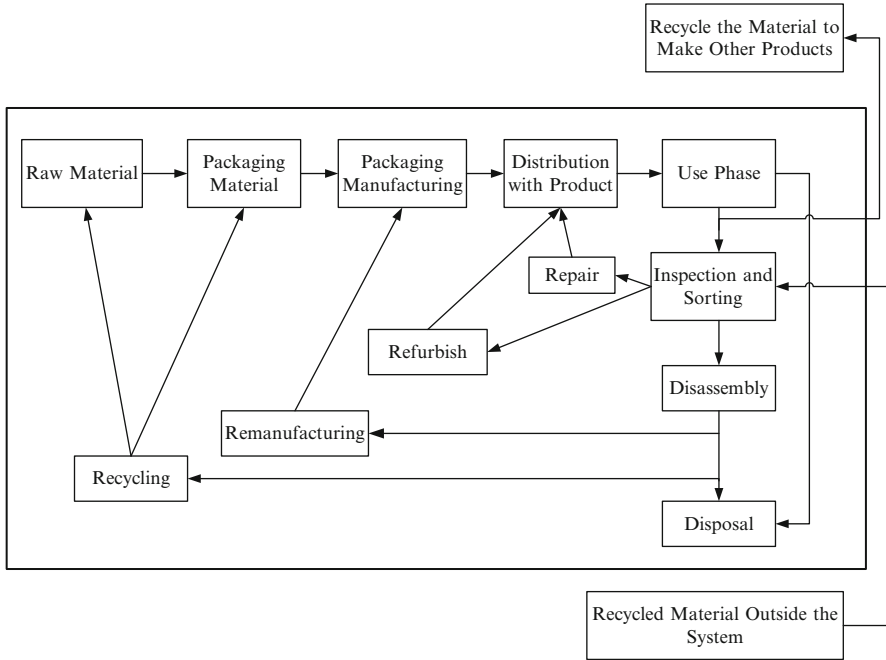 Recycle the Material to
Make Other Products
Raw Material
Packaging
Material
Packaging
Manufacturing
Distribution
with Product
Use Phase
Repair
Inspection and
Sorting
Refurbish
Disassembly
Remanufacturing
Recycling
Disposal
Recycled Material Outside the
System